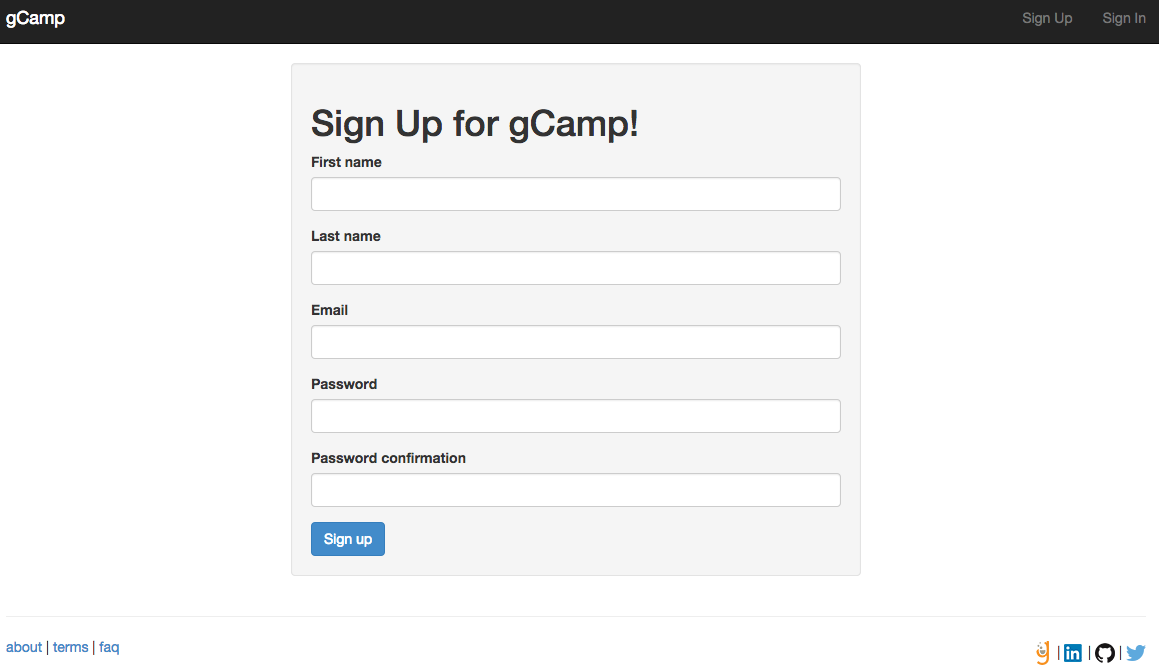 gCamp Sign Up Sign In
Sign Up for gCamp!
First name
Last name
Email
Password
Password confirmation
Sign up
about | terms | faq
g | in | |